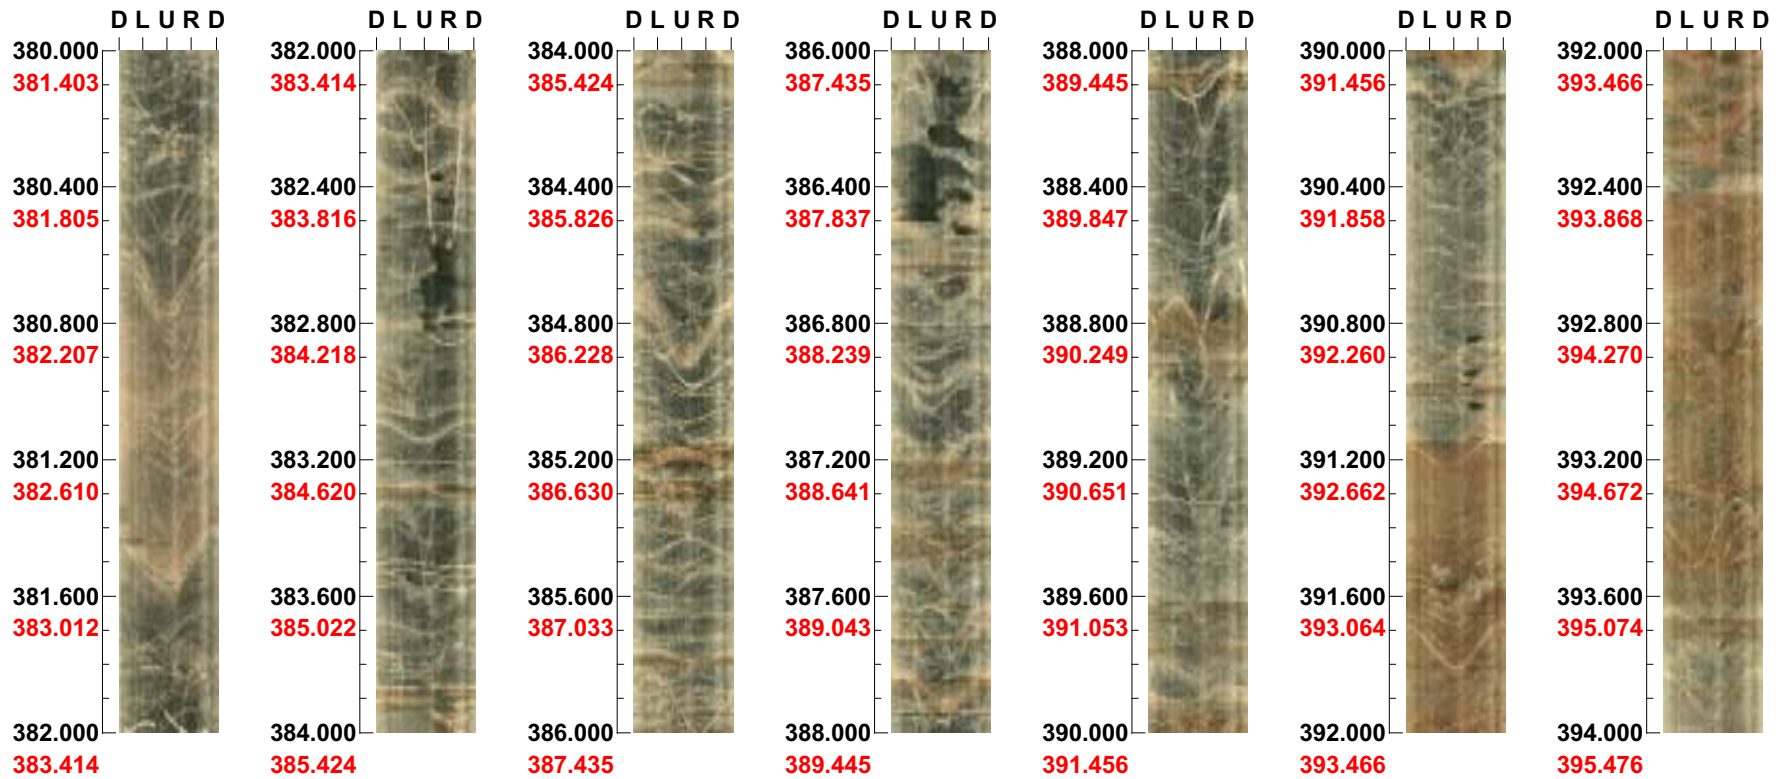 D L U R D D L U R D D L U R D D L U R D D L U R D D L U R D D L U R D
380.000 382.000 384.000 386.000 388.000 390.000 392.000
381.403 383.414 385.424 387.435 389.445 391.456 393.466
380.400 382.400 384.400 386.400 388.400 390.400 392.400
381.805 383.816 385.826 387.837 389.847 391.858 393.868
380.800 382.800 384.800 386.800 388.800 390.800 392.800
382.207 384.218 386.228 388.239 390.249 392.260 394.270
381.200 383.200 385.200 387.200 389.200 391.200 393.200
382.610 384.620 386.630 388.641 390.651 392.662 394.672
381.600 383.600 385.600 387.600 389.600 391.600 393.600
383.012 385.022 387.033 389.043 391.053 393.064 395.074
382.000 384.000 386.000 388.000 390.000 392.000 394.000
383.414 385.424 387.435 389.445 391.456 393.466 395.476